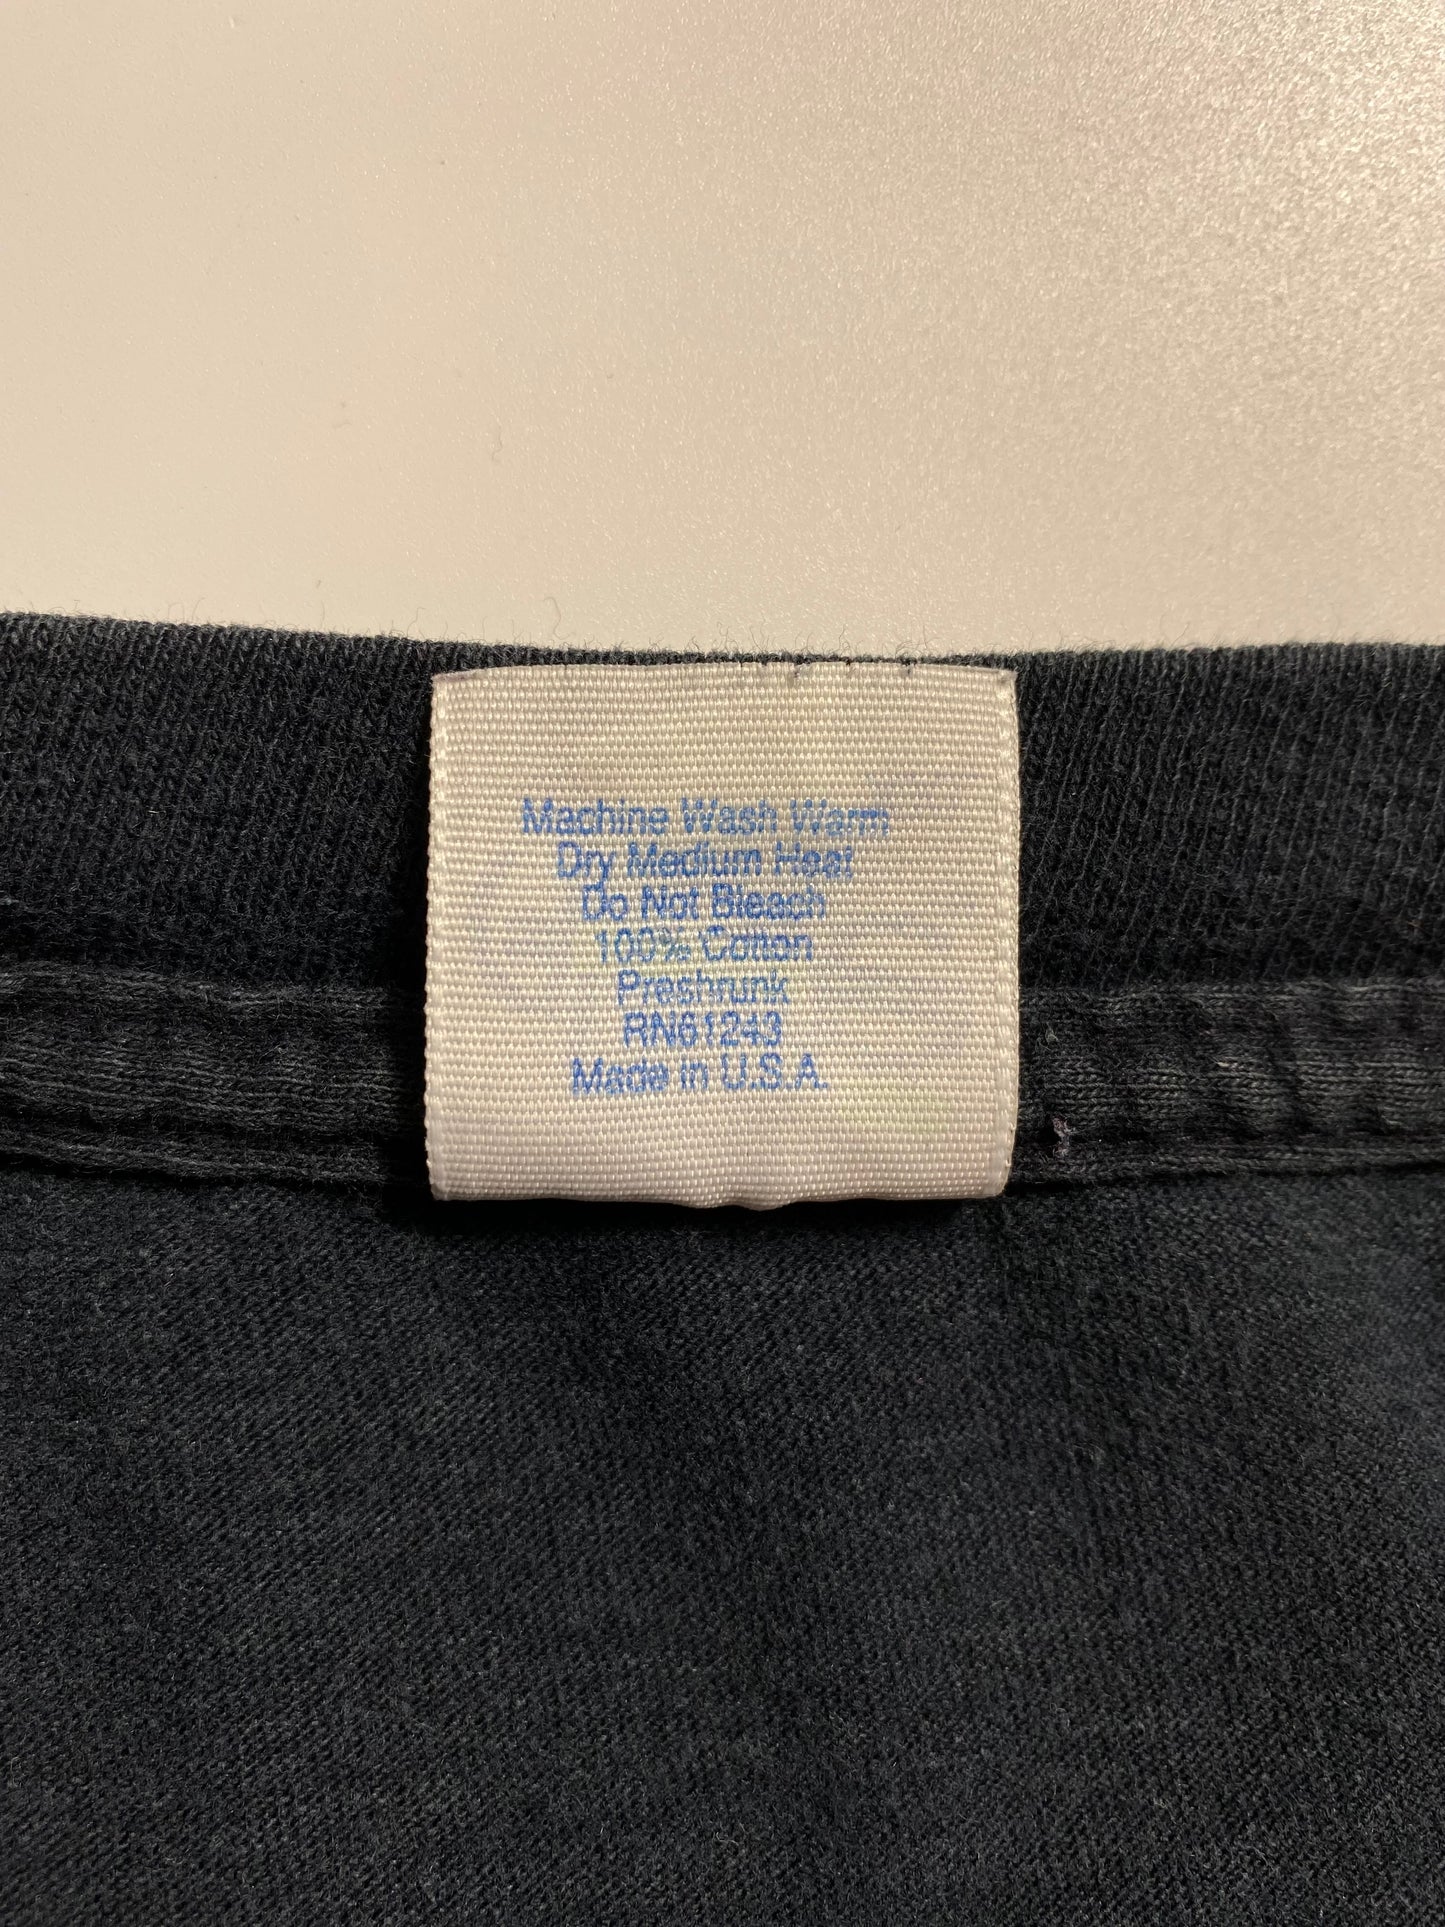 Machine Wash Warm
Dry Medium Heat
Do Not Bleach
100% Cotton
Preshrunk
RN61243
Made in U.S.A.